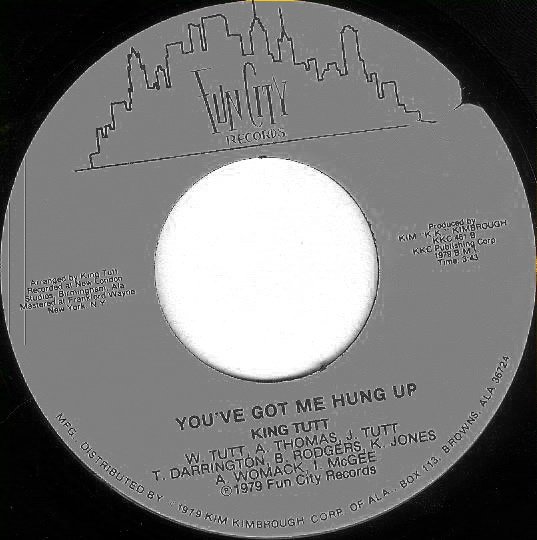 FUN CITY
RECORDS
Produced by
KIM "K.K." KIMBROUGH
KKC 461 B
KKC Publishing Corp
1979 B.M.I.
Time: 3:43
Arranged by King Tutt
Recorded at New London
Studios, Birmingham, Ala
Mastered at Frankford Wayne
New York, N.Y.
YOU'VE GOT ME HUNG UP
KING TUTT
W. TUTT, A. THOMAS, J. TUTT
T. DARRINGTON, B. RODGERS, K. JONES
A. WOMACK, I. McGEE
℗1979 Fun City Records
MFG., DISTRIBUTED BY .. 1979 KIM KIMBROUGH CORP. OF ALA., BOX 113, BROWNS, ALA 36724